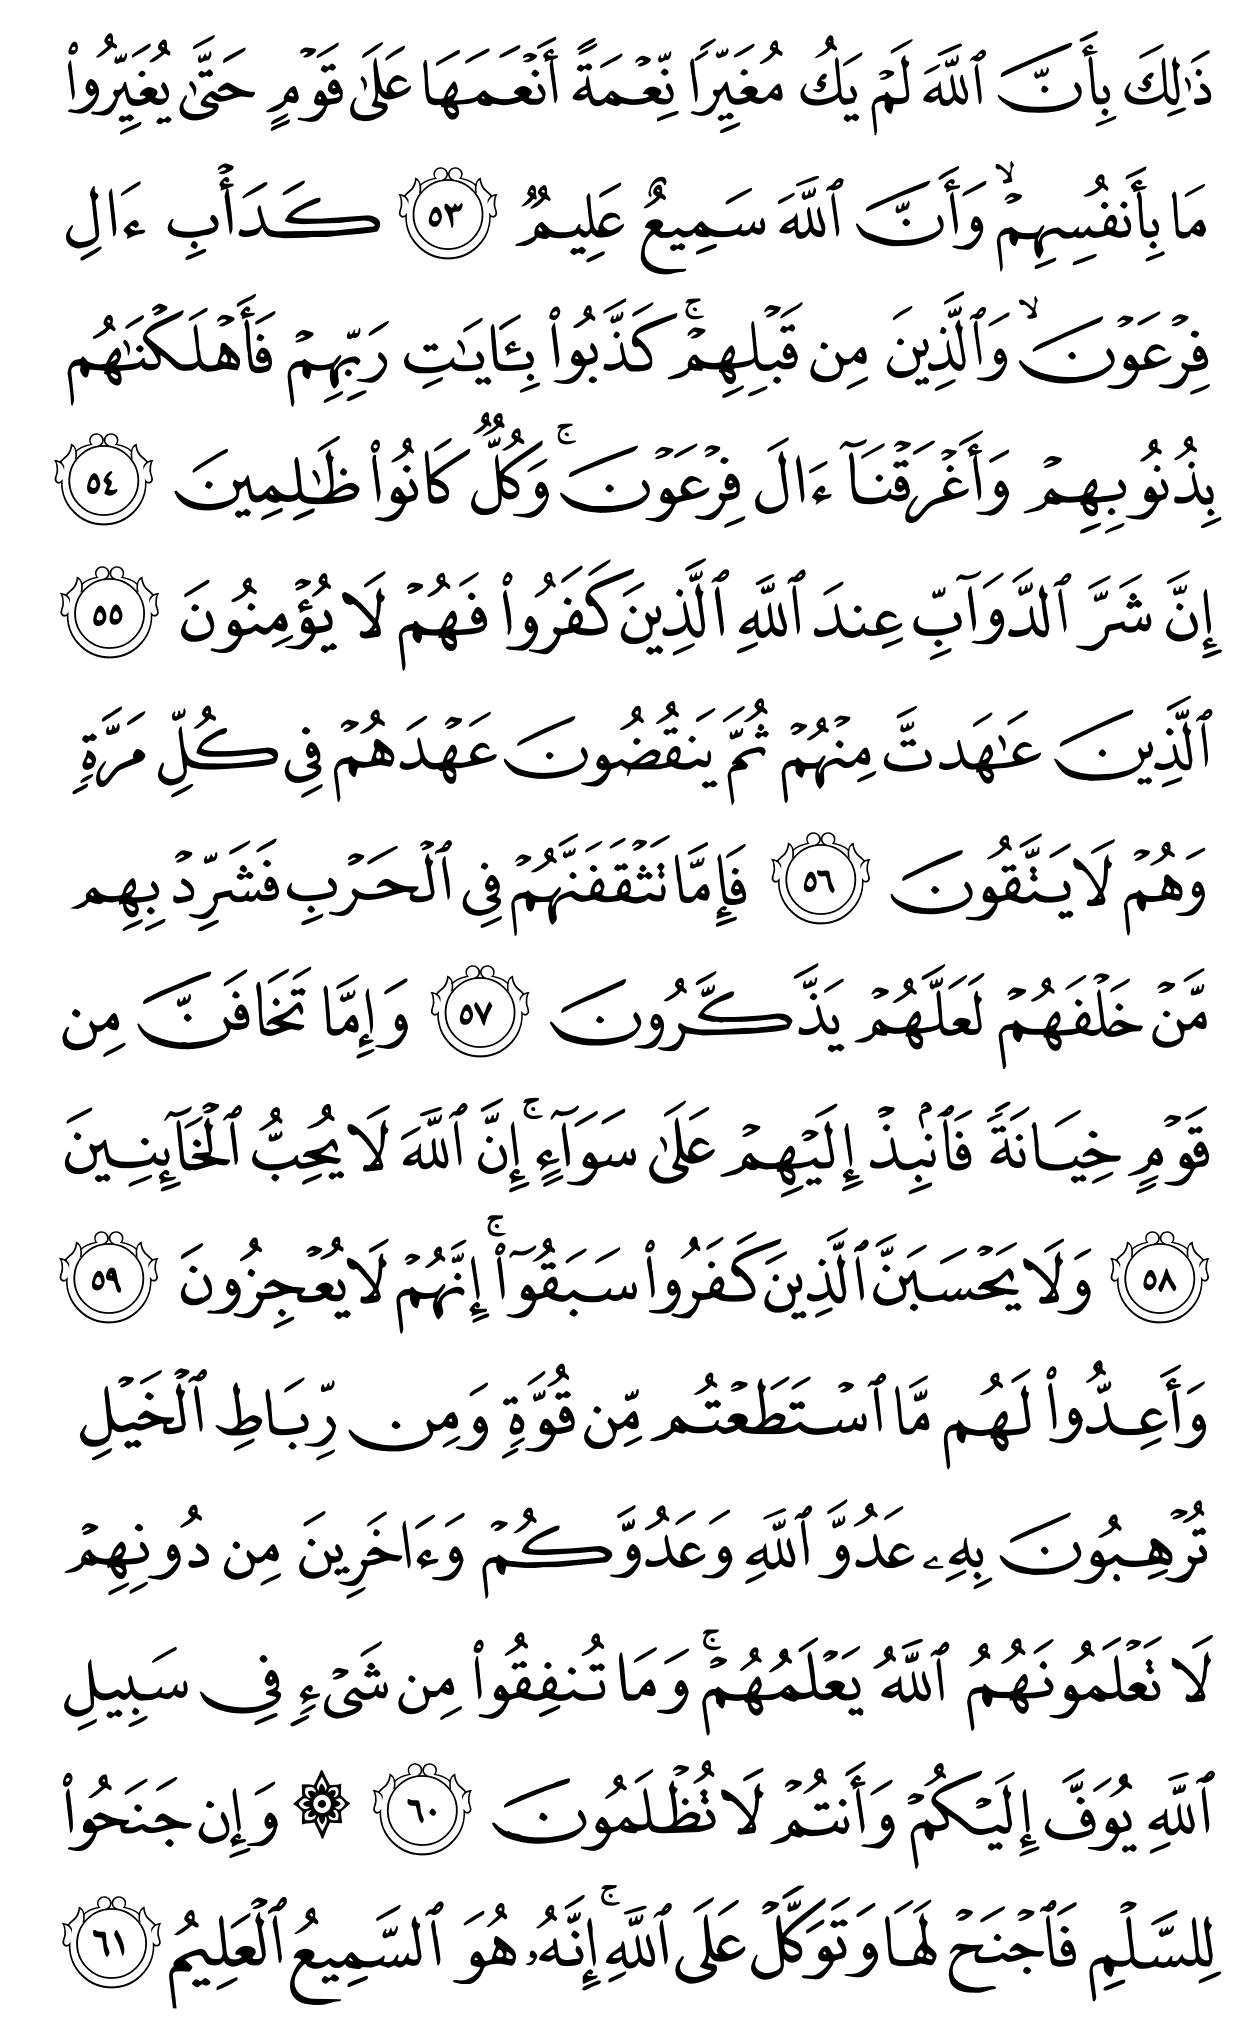 ذَٰلِكَ بِأَنَّ ٱللَّهَ لَمۡ يَكُ مُغَيِّرٗا نِّعۡمَةً أَنۡعَمَهَا عَلَىٰ قَوۡمٍ حَتَّىٰ يُغَيِّرُواْ
مَا بِأَنفُسِهِمۡۙ وَأَنَّ ٱللَّهَ سَمِيعٌ عَلِيمٞ ٥٣ كَدَأۡبِ ءَالِ
فِرۡعَوۡنَۙ وَٱلَّذِينَ مِن قَبۡلِهِمۡۚ كَذَّبُواْ بِـَٔايَٰتِ رَبِّهِمۡ فَأَهۡلَكۡنَٰهُم
بِذُنُوبِهِمۡ وَأَغۡرَقۡنَآ ءَالَ فِرۡعَوۡنَۚ وَكُلّٞ كَانُواْ ظَٰلِمِينَ ٥٤
إِنَّ شَرَّ ٱلدَّوَآبِّ عِندَ ٱللَّهِ ٱلَّذِينَ كَفَرُواْ فَهُمۡ لَا يُؤۡمِنُونَ ٥٥
ٱلَّذِينَ عَٰهَدتَّ مِنۡهُمۡ ثُمَّ يَنقُضُونَ عَهۡدَهُمۡ فِي كُلِّ مَرَّةٖ
وَهُمۡ لَا يَتَّقُونَ ٥٦ فَإِمَّا تَثۡقَفَنَّهُمۡ فِي ٱلۡحَرۡبِ فَشَرِّدۡ بِهِم
مَّنۡ خَلۡفَهُمۡ لَعَلَّهُمۡ يَذَّكَّرُونَ ٥٧ وَإِمَّا تَخَافَنَّ مِن
قَوۡمٍ خِيَانَةٗ فَٱنۢبِذۡ إِلَيۡهِمۡ عَلَىٰ سَوَآءٍۚ إِنَّ ٱللَّهَ لَا يُحِبُّ ٱلۡخَآئِنِينَ
٥٨ وَلَا يَحۡسَبَنَّ ٱلَّذِينَ كَفَرُواْ سَبَقُوٓاْۚ إِنَّهُمۡ لَا يُعۡجِزُونَ ٥٩
وَأَعِدُّواْ لَهُم مَّا ٱسۡتَطَعۡتُم مِّن قُوَّةٖ وَمِن رِّبَاطِ ٱلۡخَيۡلِ
تُرۡهِبُونَ بِهِۦ عَدُوَّ ٱللَّهِ وَعَدُوَّكُمۡ وَءَاخَرِينَ مِن دُونِهِمۡ
لَا تَعۡلَمُونَهُمُ ٱللَّهُ يَعۡلَمُهُمۡۚ وَمَا تُنفِقُواْ مِن شَيۡءٖ فِي سَبِيلِ
ٱللَّهِ يُوَفَّ إِلَيۡكُمۡ وَأَنتُمۡ لَا تُظۡلَمُونَ ٦٠ ۞ وَإِن جَنَحُواْ
لِلسَّلۡمِ فَٱجۡنَحۡ لَهَا وَتَوَكَّلۡ عَلَى ٱللَّهِۚ إِنَّهُۥ هُوَ ٱلسَّمِيعُ ٱلۡعَلِيمُ ٦١